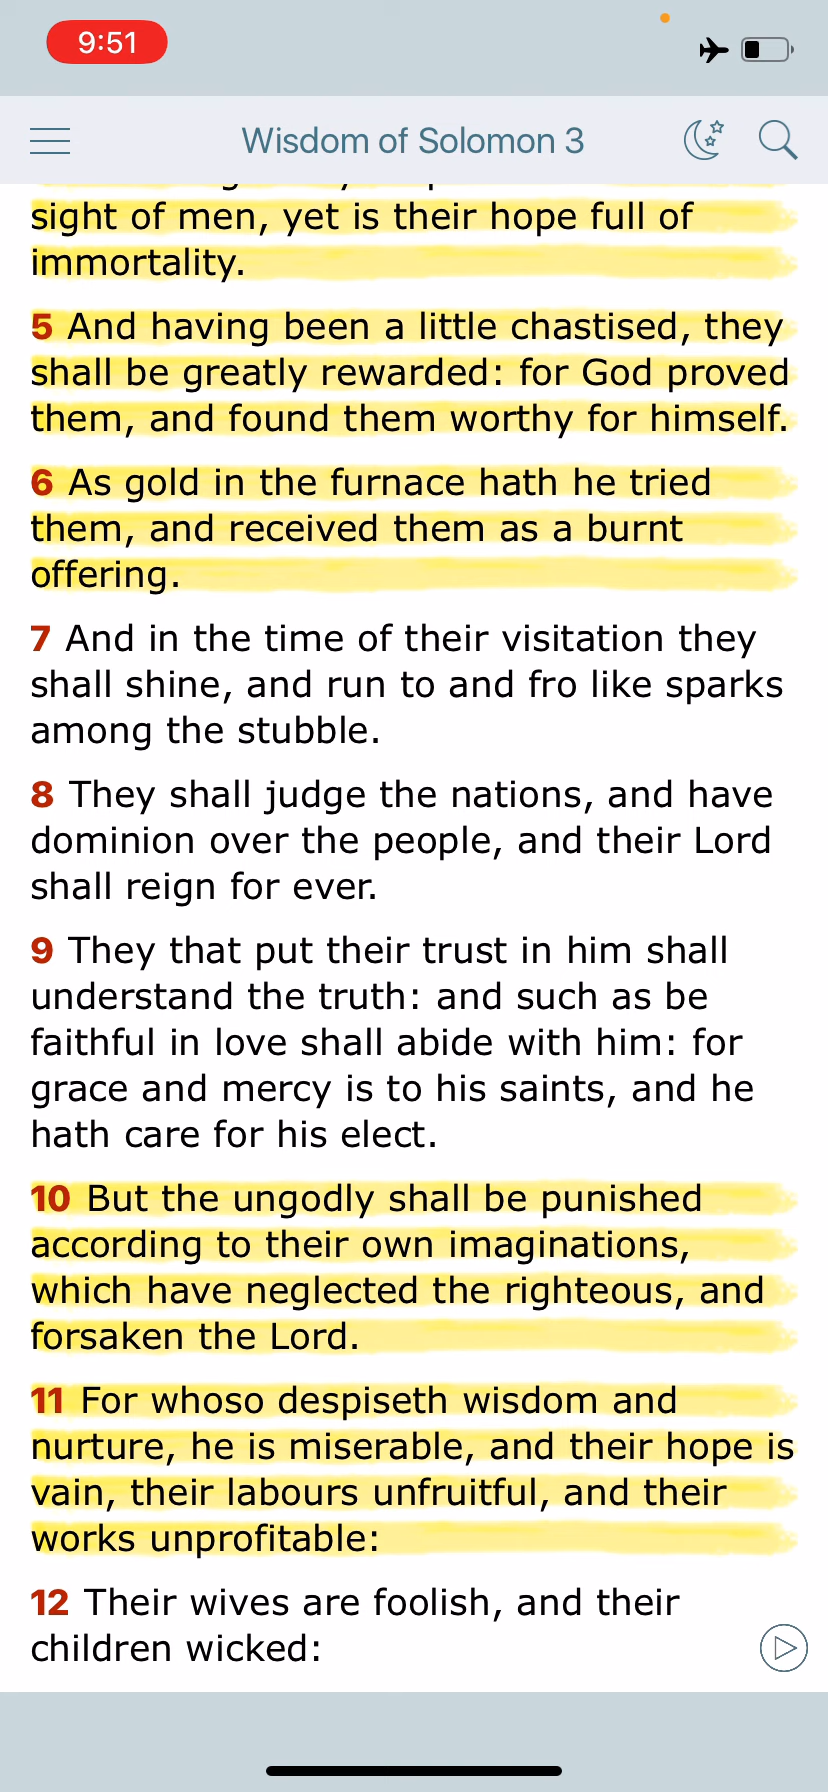 9:51
Wisdom of Solomon 3
sight of men, yet is their hope full of
immortality.
5 And having been a little chastised, they
shall be greatly rewarded: for God proved
them, and found them worthy for himself.
6 As gold in the furnace hath he tried
them, and received them as a burnt
offering.
7 And in the time of their visitation they
shall shine, and run to and fro like sparks
among the stubble.
8 They shall judge the nations, and have
dominion over the people, and their Lord
shall reign for ever.
9 They that put their trust in him shall
understand the truth: and such as be
faithful in love shall abide with him: for
grace and mercy is to his saints, and he
hath care for his elect.
10 But the ungodly shall be punished
according to their own imaginations,
which have neglected the righteous, and
forsaken the Lord.
11 For whoso despiseth wisdom and
nurture, he is miserable, and their hope is
vain, their labours unfruitful, and their
works unprofitable:
12 Their wives are foolish, and their
children wicked: